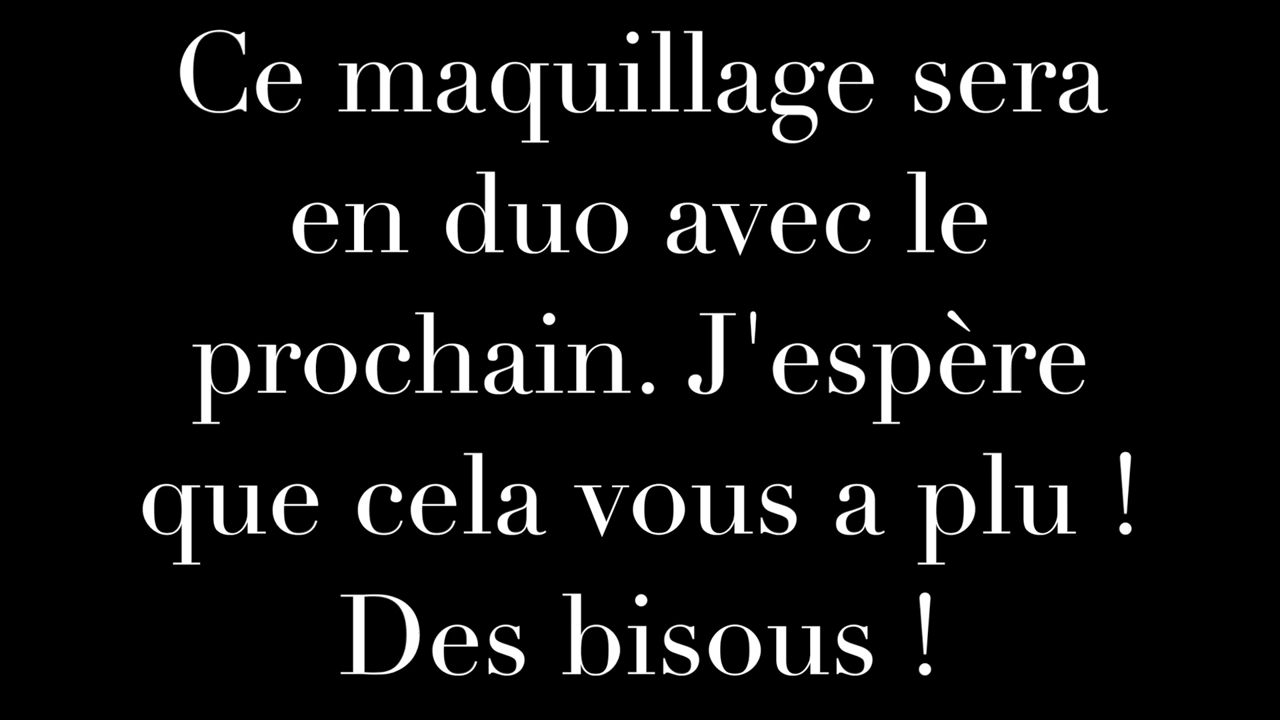 Ce maquillage sera
en duo avec le
prochain. J'espère
que cela vous a plu !
Des bisous !